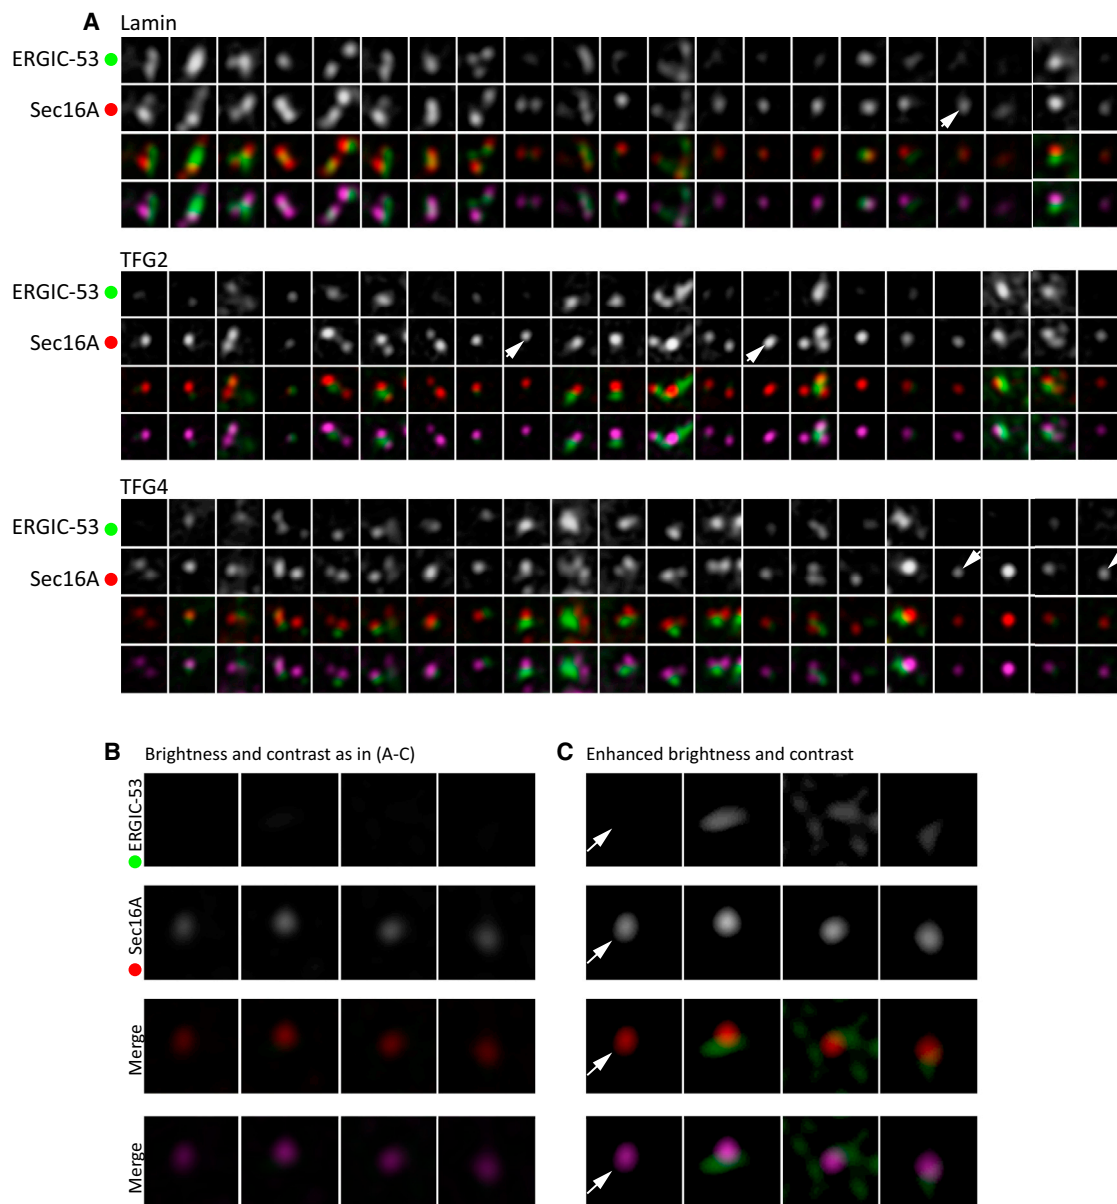 A Lamin
ERGIC-53
Sec16A
TFG2
ERGIC-53
Sec16A
TFG4
ERGIC-53
Sec16A
B Brightness and contrast as in (A-C)
ERGIC-53
Sec16A
Merge
Merge
C Enhanced brightness and contrast